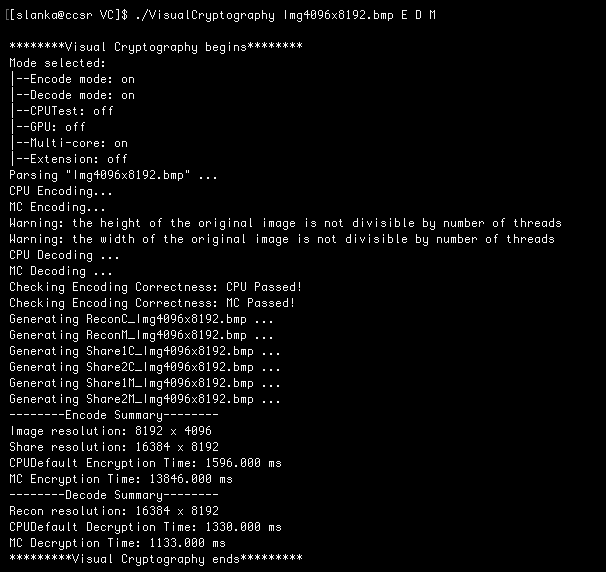 [[slanka@ccsr VC]$ ./VisualCryptography Img4096x8192.bmp E D M
********Visual Cryptography begins********
Mode selected:
|--Encode mode: on
|--Decode mode: on
|--CPUTest: off
|--GPU: off
|--Multi-core: on
|--Extension: off
Parsing "Img4096x8192.bmp" ...
CPU Encoding...
MC Encoding...
Warning: the height of the original image is not divisible by number of threads
Warning: the width of the original image is not divisible by number of threads
CPU Decoding ...
MC Decoding ...
Checking Encoding Correctness: CPU Passed!
Checking Encoding Correctness: MC Passed!
Generating ReconC_Img4096x8192.bmp ...
Generating ReconM_Img4096x8192.bmp ...
Generating Share1C_Img4096x8192.bmp ...
Generating Share2C_Img4096x8192.bmp ...
Generating Share1M_Img4096x8192.bmp ...
Generating Share2M_Img4096x8192.bmp ...
--------Encode Summary--------
Image resolution: 8192 x 4096
Share resolution: 16384 x 8192
CPUDefault Encryption Time: 1596.000 ms
MC Encryption Time: 13846.000 ms
--------Decode Summary--------
Recon resolution: 16384 x 8192
CPUDefault Decryption Time: 1330.000 ms
MC Decryption Time: 1133.000 ms
*********Visual Cryptography ends*********